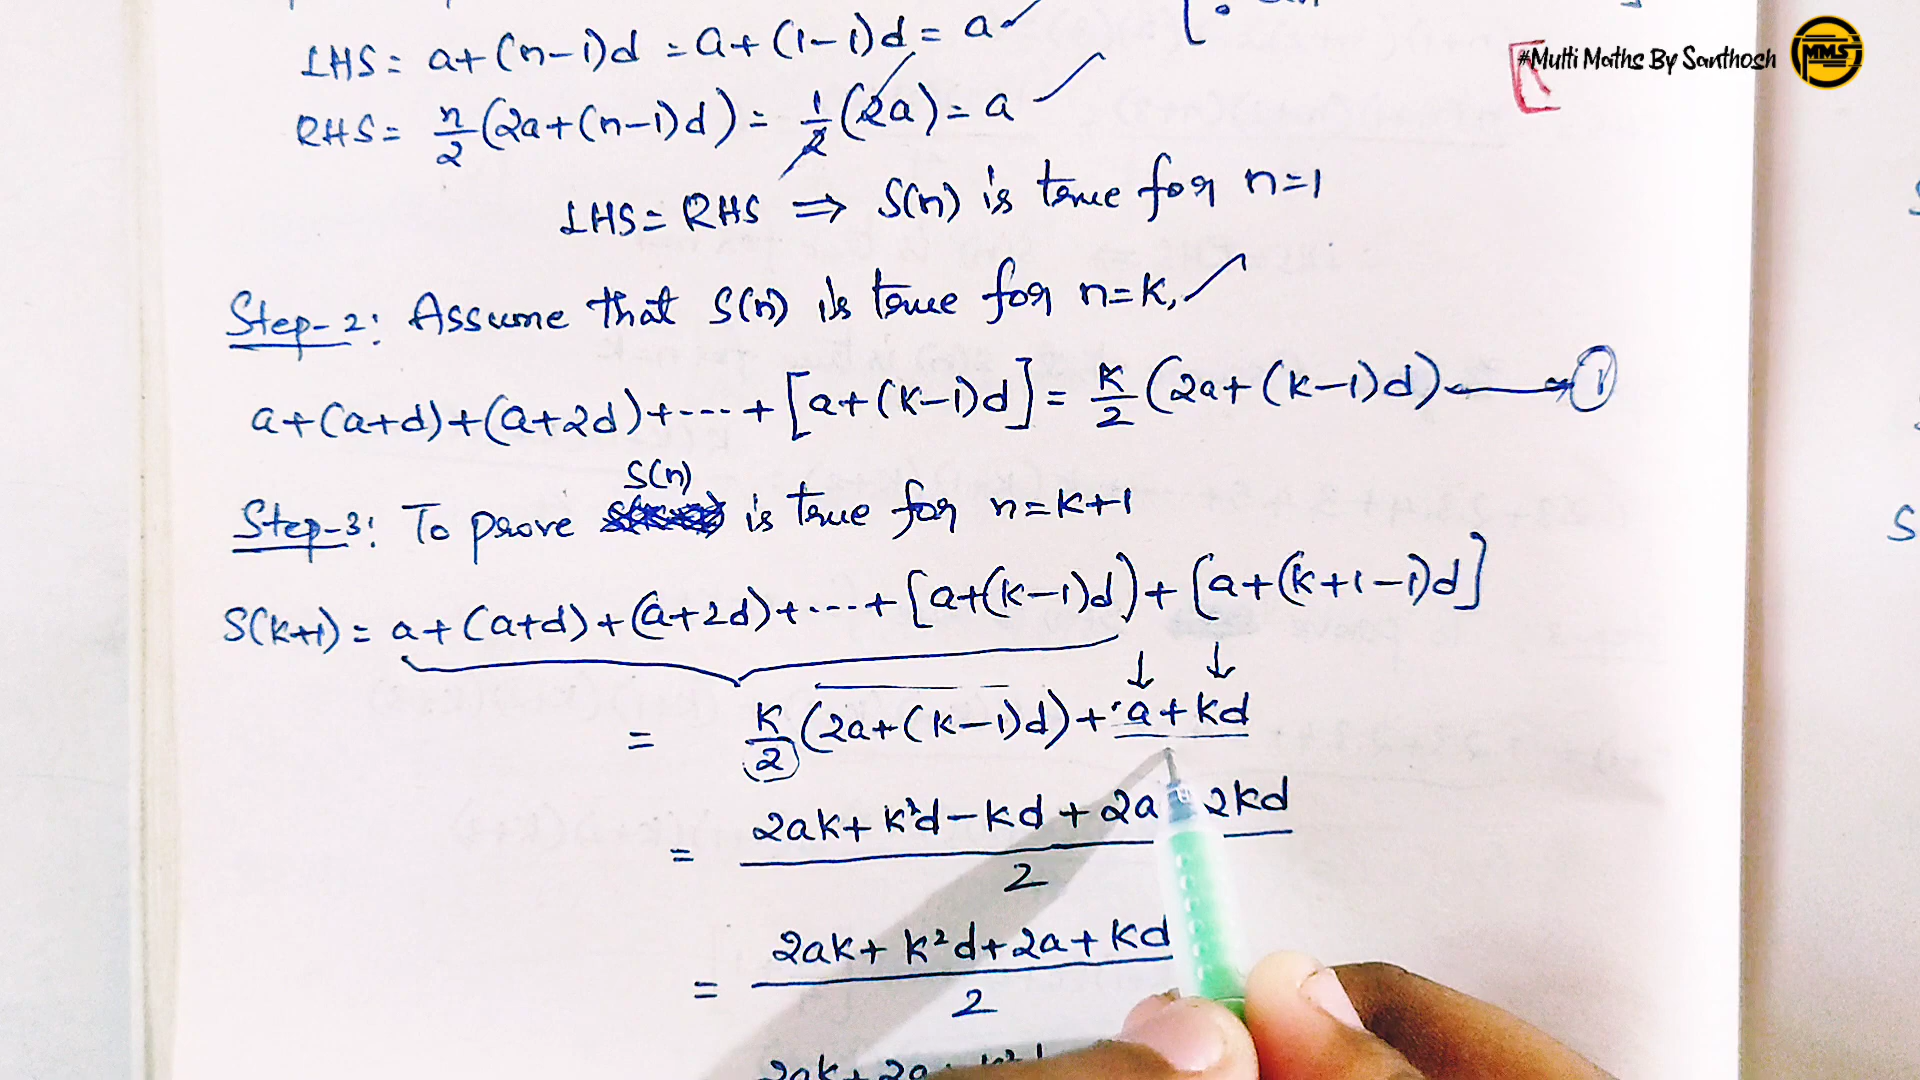 LHS = a+(n-1)d = a+(1-1)d = a
#Multi Maths By Santhosh MMS
RHS = n/2 (2a+(n-1)d) = 1/2 (2a) = a
LHS = RHS ⇒ S(n) is true for n=1
Step-2: Assume that S(n) is true for n=k,
a+(a+d)+(a+2d)+---+[a+(k-1)d] = k/2 (2a+(k-1)d) → 1
S(n)
Step-3: To prove is true for n=k+1
S(k+1) = a+(a+d)+(a+2d)+---+[a+(k-1)d)+[a+(k+1-1)d]
↓ ↓
= k/2 (2a+(k-1)d)+a+kd
= 2ak+k²d-kd+2a 2kd / 2
= 2ak+k²d+2a+kd / 2
2ak+2a